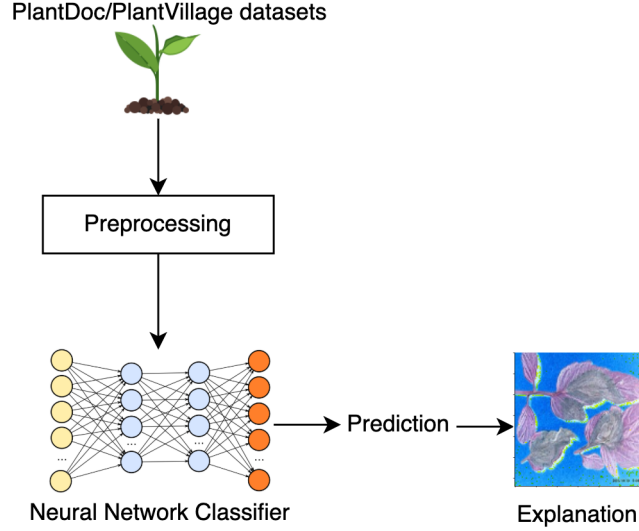 PlantDoc/PlantVillage datasets
Preprocessing
Neural Network Classifier
Prediction
Explanation